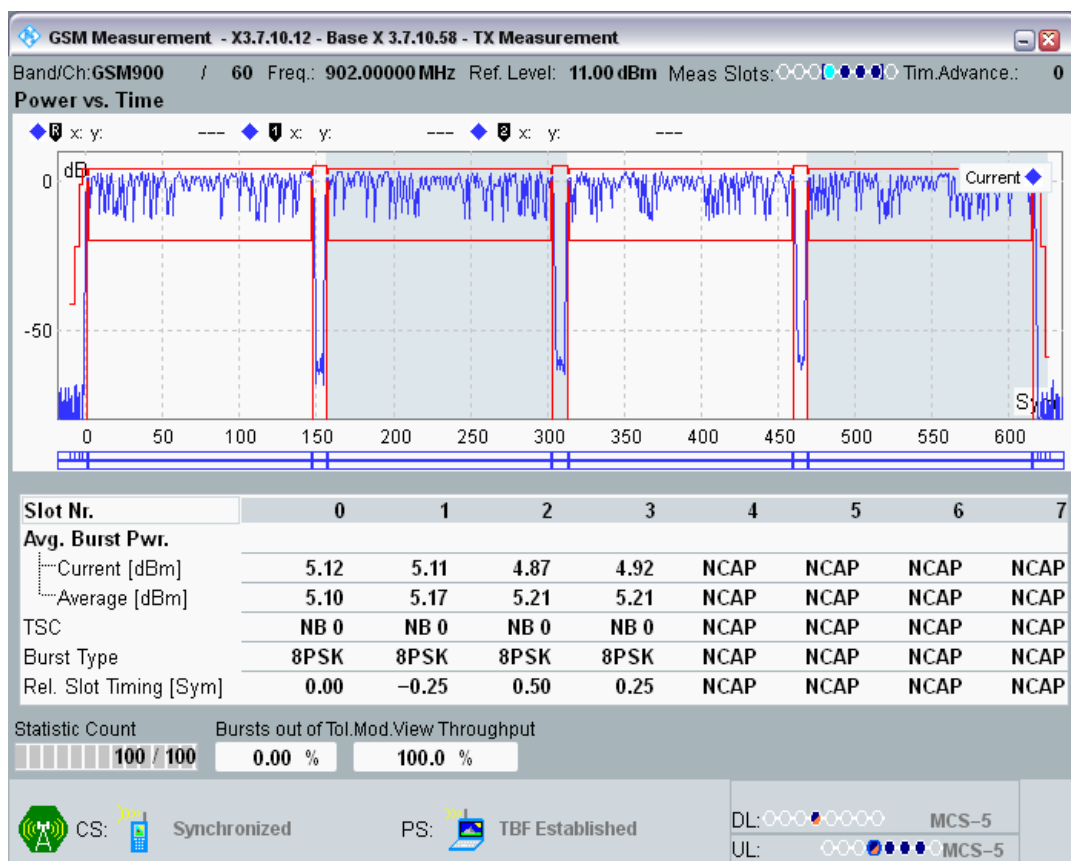 GSM Measurement - X3.7.10.12 - Base X 3.7.10.58 - TX Measurement
Band/Ch:GSM900 / 60 Freq.: 902.00000 MHz Ref. Level: 11.00 dBm Meas Slots: Tim.Advance.: 0
Power vs. Time
R x: y: --- 1 x: y: --- 2 x: y: ---
dB
Current
0
-50
Sym
0 50 100 150 200 250 300 350 400 450 500 550 600
Slot Nr. 0 1 2 3 4 5 6 7
Avg. Burst Pwr.
Current [dBm] 5.12 5.11 4.87 4.92 NCAP NCAP NCAP NCAP
Average [dBm] 5.10 5.17 5.21 5.21 NCAP NCAP NCAP NCAP
TSC NB 0 NB 0 NB 0 NB 0 NCAP NCAP NCAP NCAP
Burst Type 8PSK 8PSK 8PSK 8PSK NCAP NCAP NCAP NCAP
Rel. Slot Timing [Sym] 0.00 −0.25 0.50 0.25 NCAP NCAP NCAP NCAP
Statistic Count Bursts out of Tol. Mod.View Throughput
100 / 100 0.00 % 100.0 %
CS: Synchronized PS: TBF Established
DL: MCS−5
UL: MCS−5